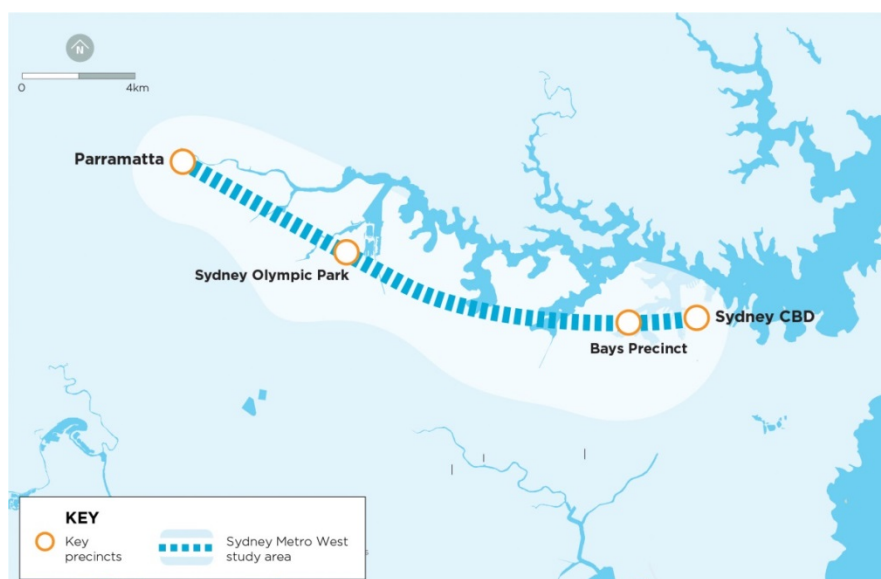 N
0 4km
Parramatta
Sydney Olympic Park
Sydney CBD
Bays Precinct
KEY
Key
precincts
Sydney Metro West
study area
s